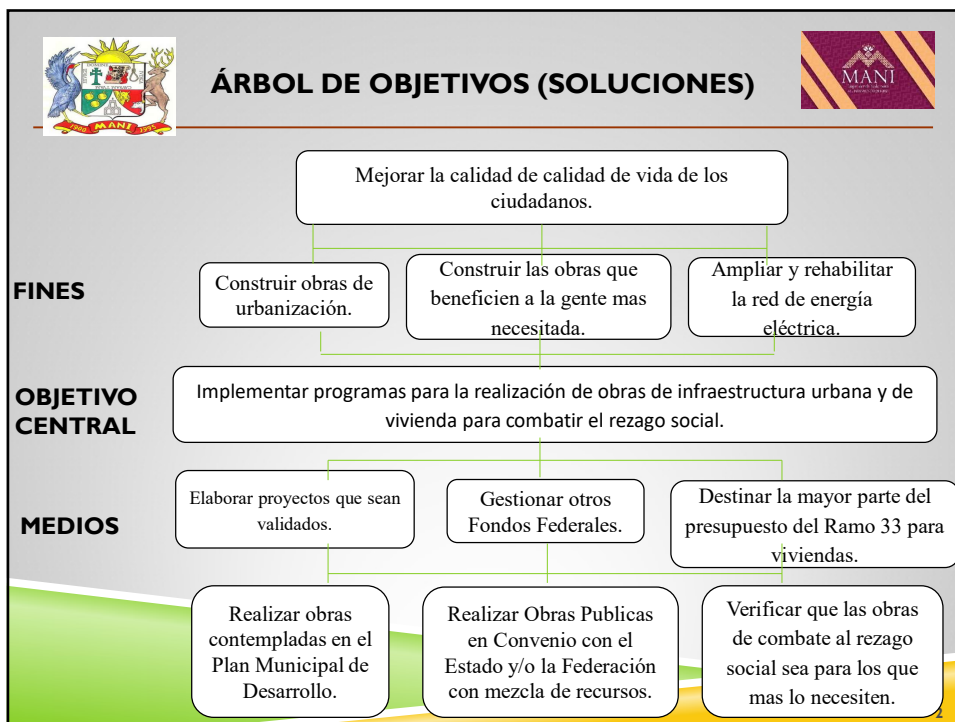 ÁRBOL DE OBJETIVOS (SOLUCIONES)
MANI
1900 MANI 1995
Mejorar la calidad de calidad de vida de los
ciudadanos.
FINES
Construir obras de
urbanización.
Construir las obras que
beneficien a la gente mas
necesitada.
Ampliar y rehabilitar
la red de energía
eléctrica.
OBJETIVO
CENTRAL
Implementar programas para la realización de obras de infraestructura urbana y de
vivienda para combatir el rezago social.
MEDIOS
Elaborar proyectos que sean
validados.
Gestionar otros
Fondos Federales.
Destinar la mayor parte del
presupuesto del Ramo 33 para
viviendas.
Realizar obras
contempladas en el
Plan Municipal de
Desarrollo.
Realizar Obras Publicas
en Convenio con el
Estado y/o la Federación
con mezcla de recursos.
Verificar que las obras
de combate al rezago
social sea para los que
mas lo necesiten.
2